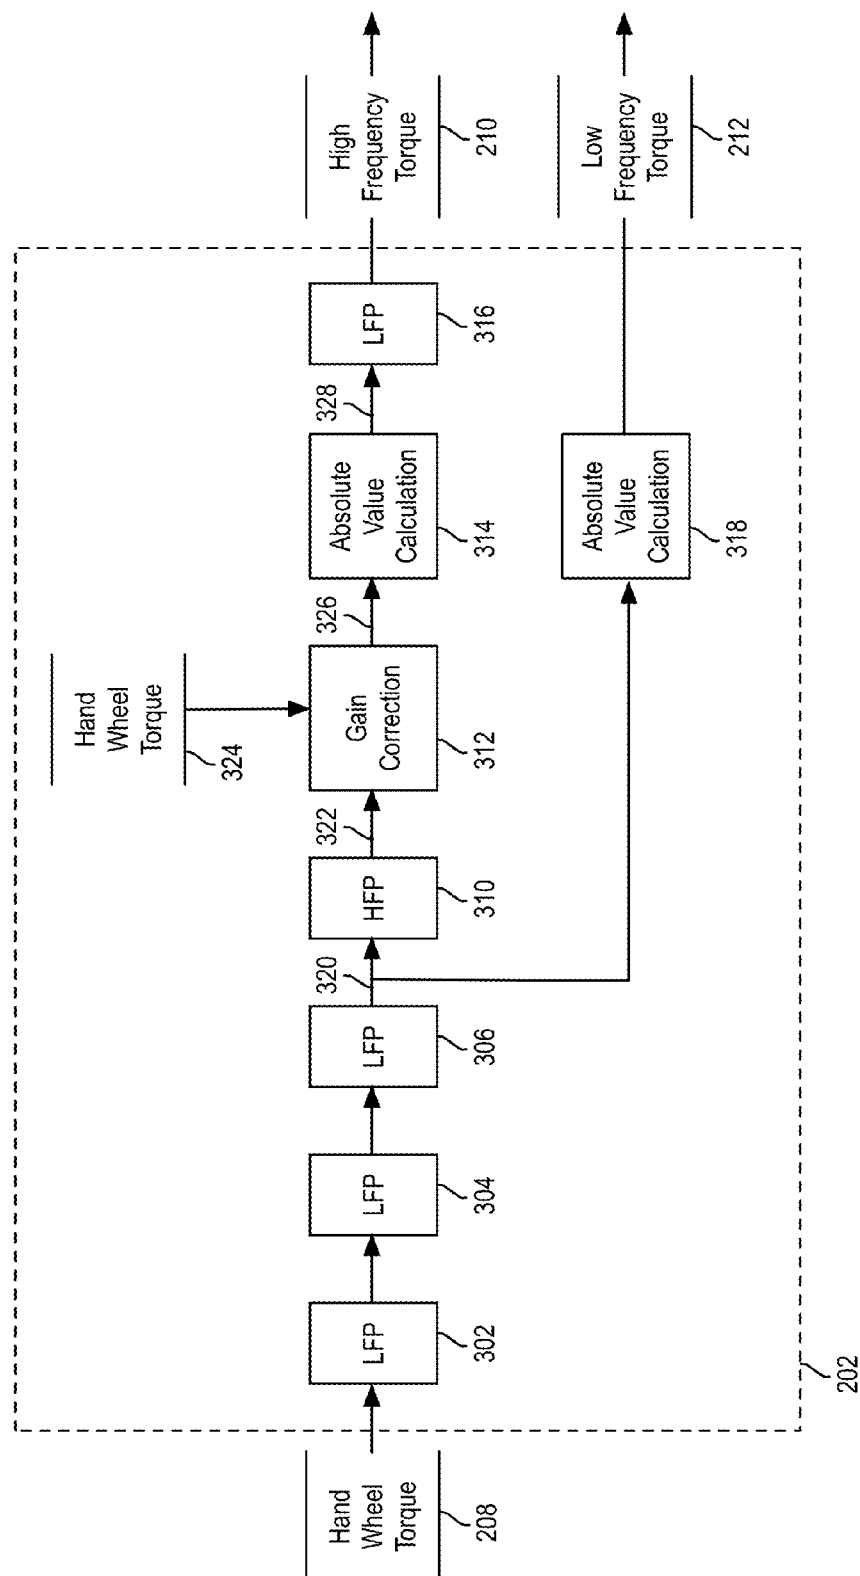 Hand
Wheel
Torque
208
LFP
302
LFP
304
LFP
306
320
HFP
310
322
Hand
Wheel
Torque
324
Gain
Correction
312
326
Absolute
Value
Calculation
314
328
LFP
316
High
Frequency
Torque
210
Absolute
Value
Calculation
318
Low
Frequency
Torque
212
202